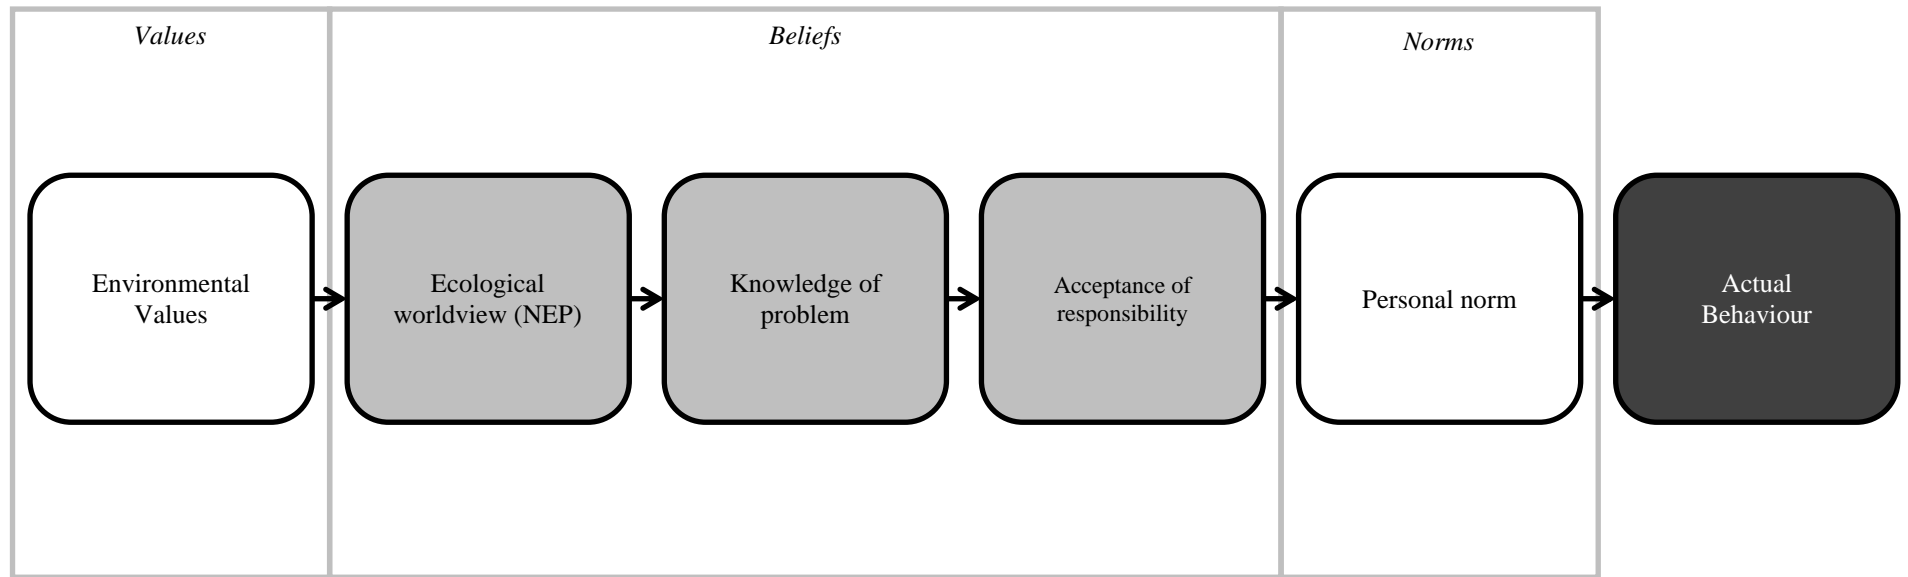 Values
Beliefs
Norms
Environmental
Values
Ecological
worldview (NEP)
Knowledge of
problem
Acceptance of
responsibility
Personal norm
Actual
Behaviour